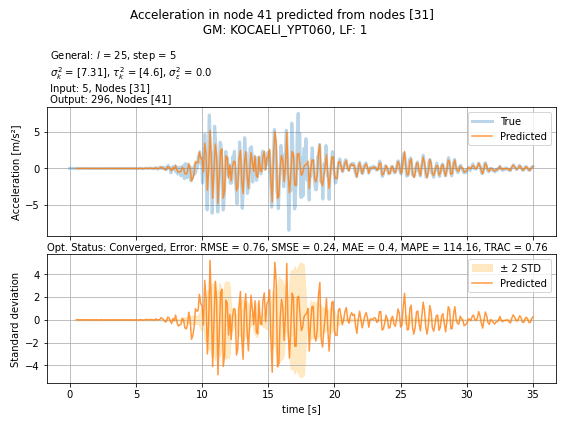 Acceleration in node 41 predicted from nodes [31]
GM: KOCAELI_YPT060, LF: 1
General: l = 25, step = 5
σ²ₖ = [7.31], τ²ₖ = [4.6], σ²ε = 0.0
Input: 5, Nodes [31]
Output: 296, Nodes [41]
Acceleration [m/s²]
5
0
−5
True
Predicted
Opt. Status: Converged, Error: RMSE = 0.76, SMSE = 0.24, MAE = 0.4, MAPE = 114.16, TRAC = 0.76
Standard deviation
4
2
0
−2
−4
± 2 STD
Predicted
0 5 10 15 20 25 30 35
time [s]